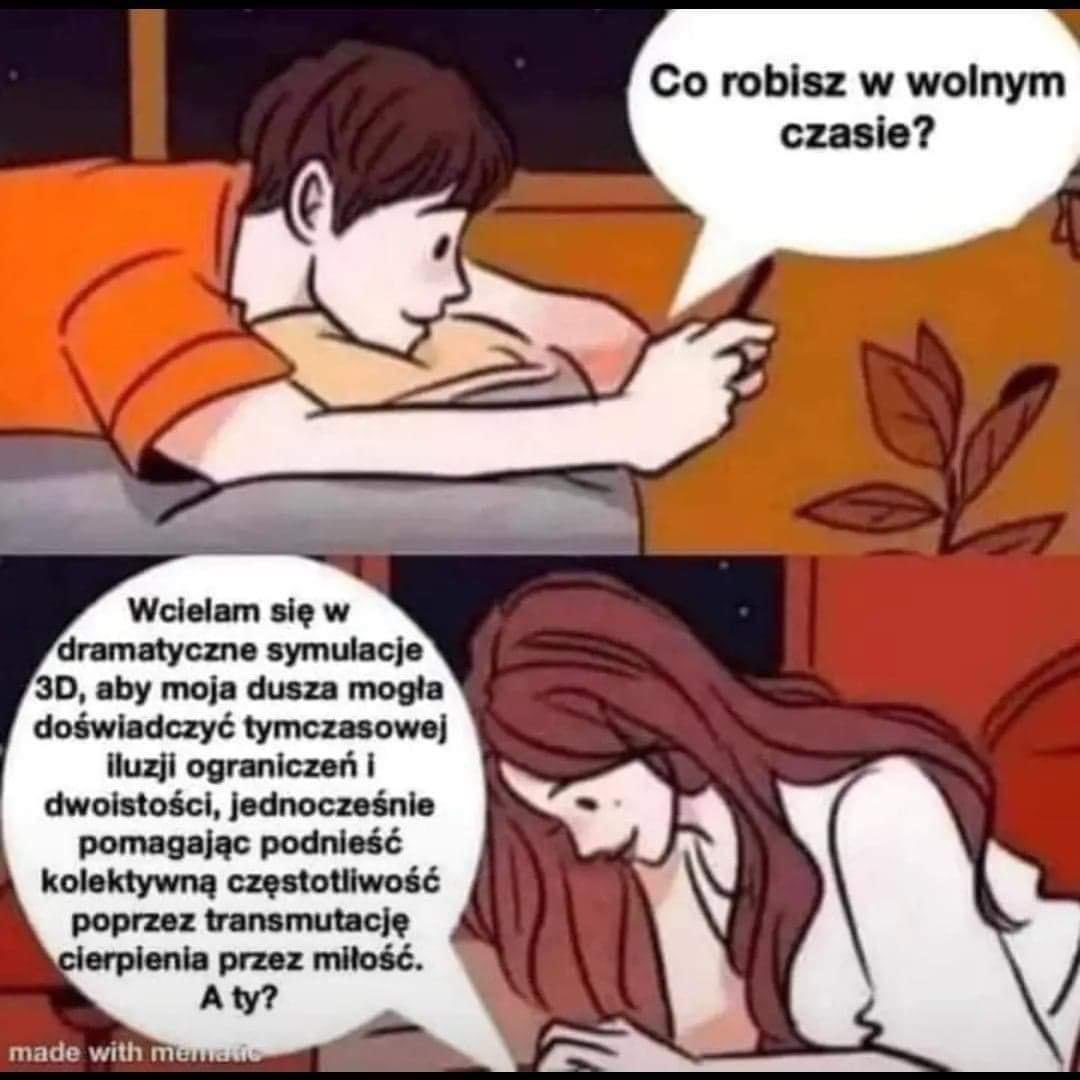 Co robisz w wolnym
czasie?
Wcielam się w
dramatyczne symulacje
3D, aby moja dusza mogła
doświadczyć tymczasowej
iluzji ograniczeń i
dwoistości, jednocześnie
pomagając podnieść
kolektywną częstotliwość
poprzez transmutację
cierpienia przez miłość.
A ty?
made with mematic